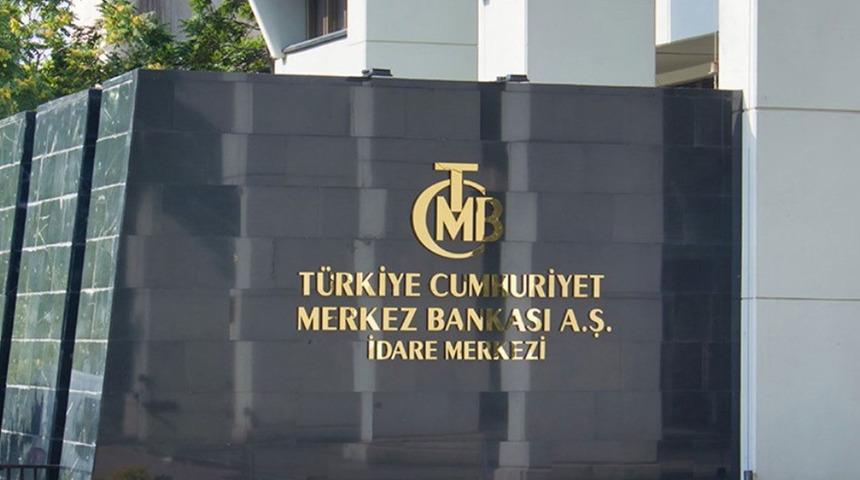 TCMB
TÜRKİYE CUMHURİYET
MERKEZ BANKASI A.Ş.
İDARE MERKEZİ